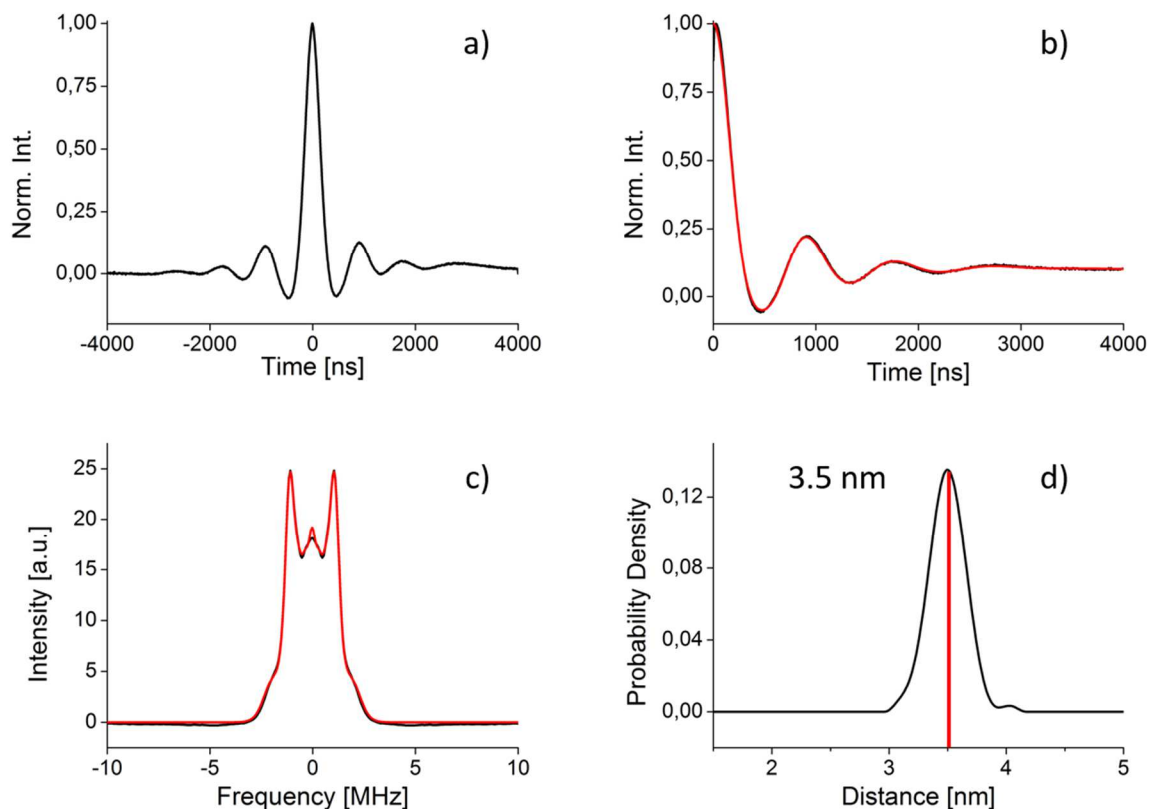 a)
1,00
0,75
0,50
0,25
0,00
Norm. Int.
-4000 -2000 0 2000 4000
Time [ns]
b)
1,00
0,75
0,50
0,25
0,00
Norm. Int.
0 1000 2000 3000 4000
Time [ns]
c)
25
20
15
10
5
0
Intensity [a.u.]
-10 -5 0 5 10
Frequency [MHz]
3.5 nm d)
0,12
0,08
0,04
0,00
Probability Density
2 3 4 5
Distance [nm]